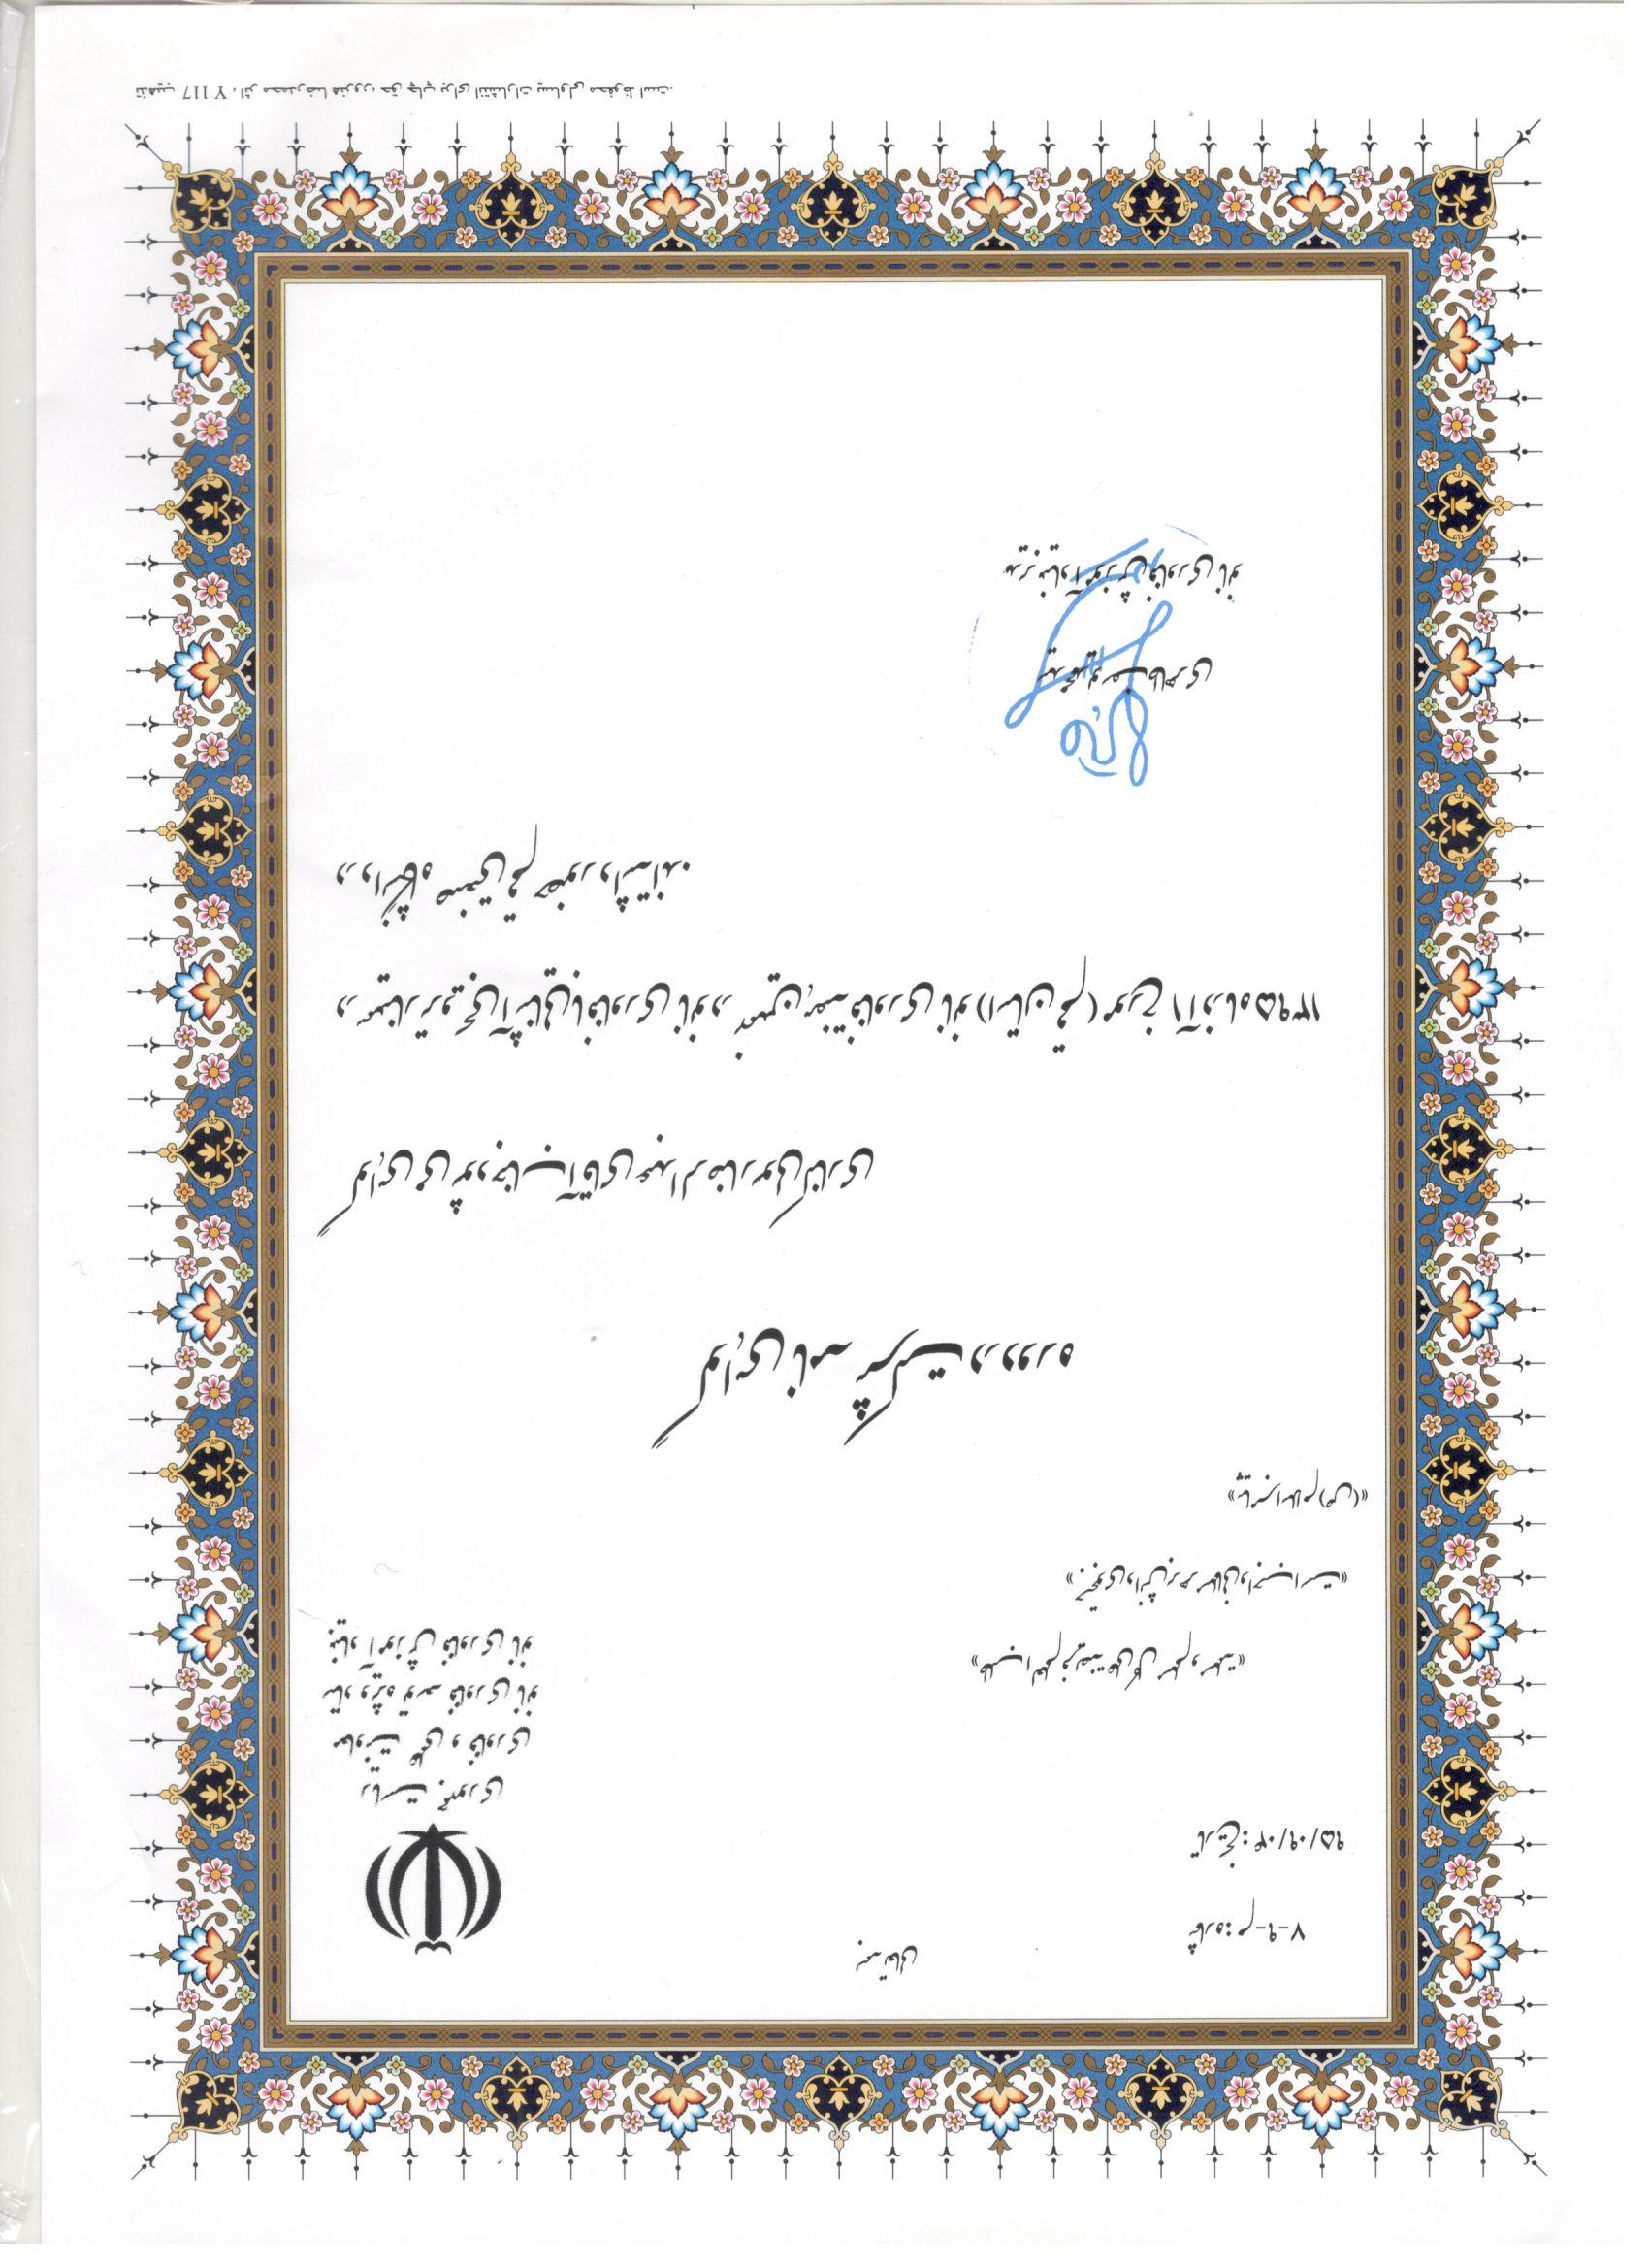 بسمه تعالی
شماره: م-۹-۷
تاریخ: ۹۵/۰۹/۰۴
ریاست جمهوری
معاونت علمی و فناوری
ستاد ویژه توسعه فناوری نانو
بنیاد آموزش فناوری نانو
«طلب العلم فریضة علی کل مسلم و مسلمة»
«جستجوی دانش بر هر مسلمانی واجب است»
«پیامبر اسلام (ص)»
گواهی نامه شرکت در دوره
گواهی می شود جناب آقای عبدالرضا رسولی کناری
در سمینار ترویجی آشنایی با فناوری نانو در نهمین هفته فناوری نانو (استان قم) مورخ ۱ آذر ماه ۱۳۹۵
در دانشگاه صنعتی قم حضور داشته‌اند.
سید محمد یوسف طاهری
مدیر بنیاد آموزش فناوری نانو
تذهیب Y 117 ، اثر محمدرضا هنرور، حق چاپ برای انتشارات یساولی محفوظ است.